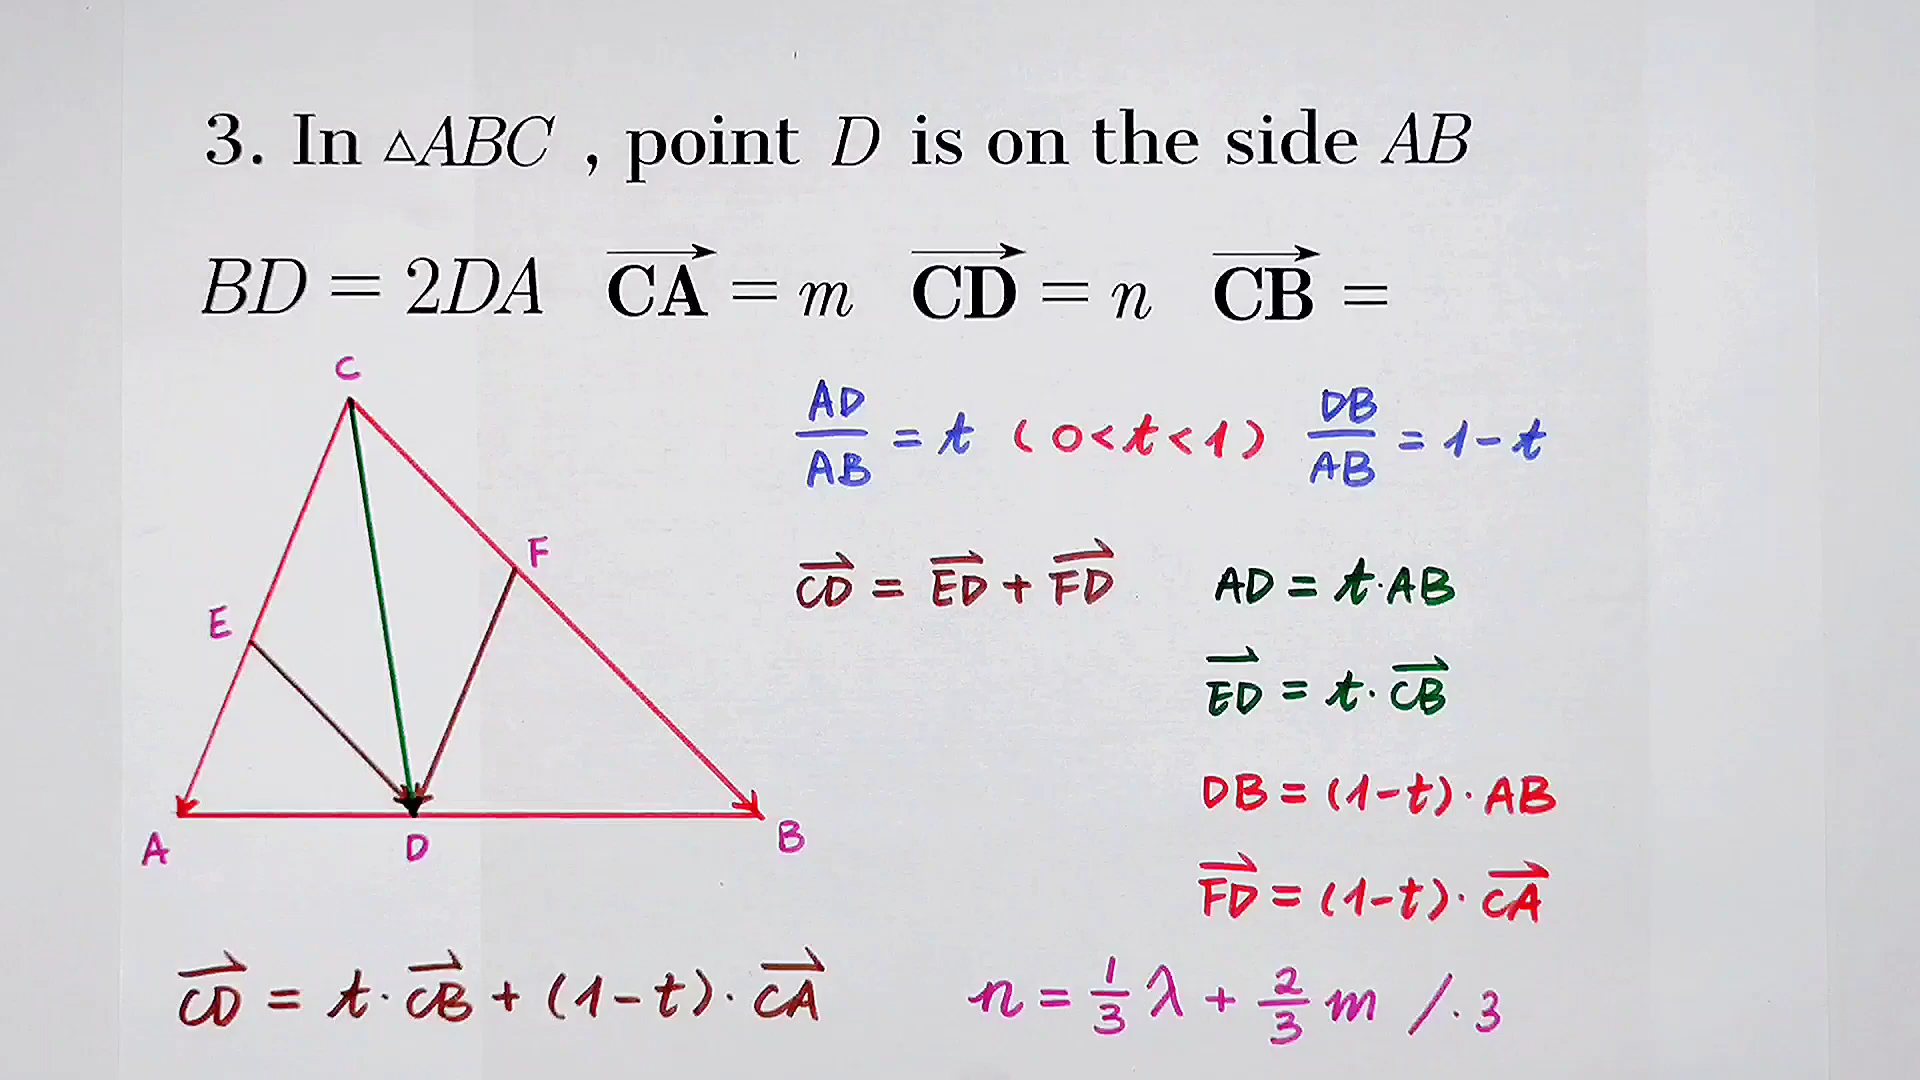 3. In △ABC , point D is on the side AB
BD = 2DA  CA = m  CD = n  CB =
C
AD/AB = t (0<t<1)  DB/AB = 1-t
F
CD = ED + FD  AD = t·AB
E
ED = t·CB
DB = (1-t)·AB
A D B
FD = (1-t)·CA
CD = t·CB + (1-t)·CA
n = 1/3 λ + 2/3 m /·3